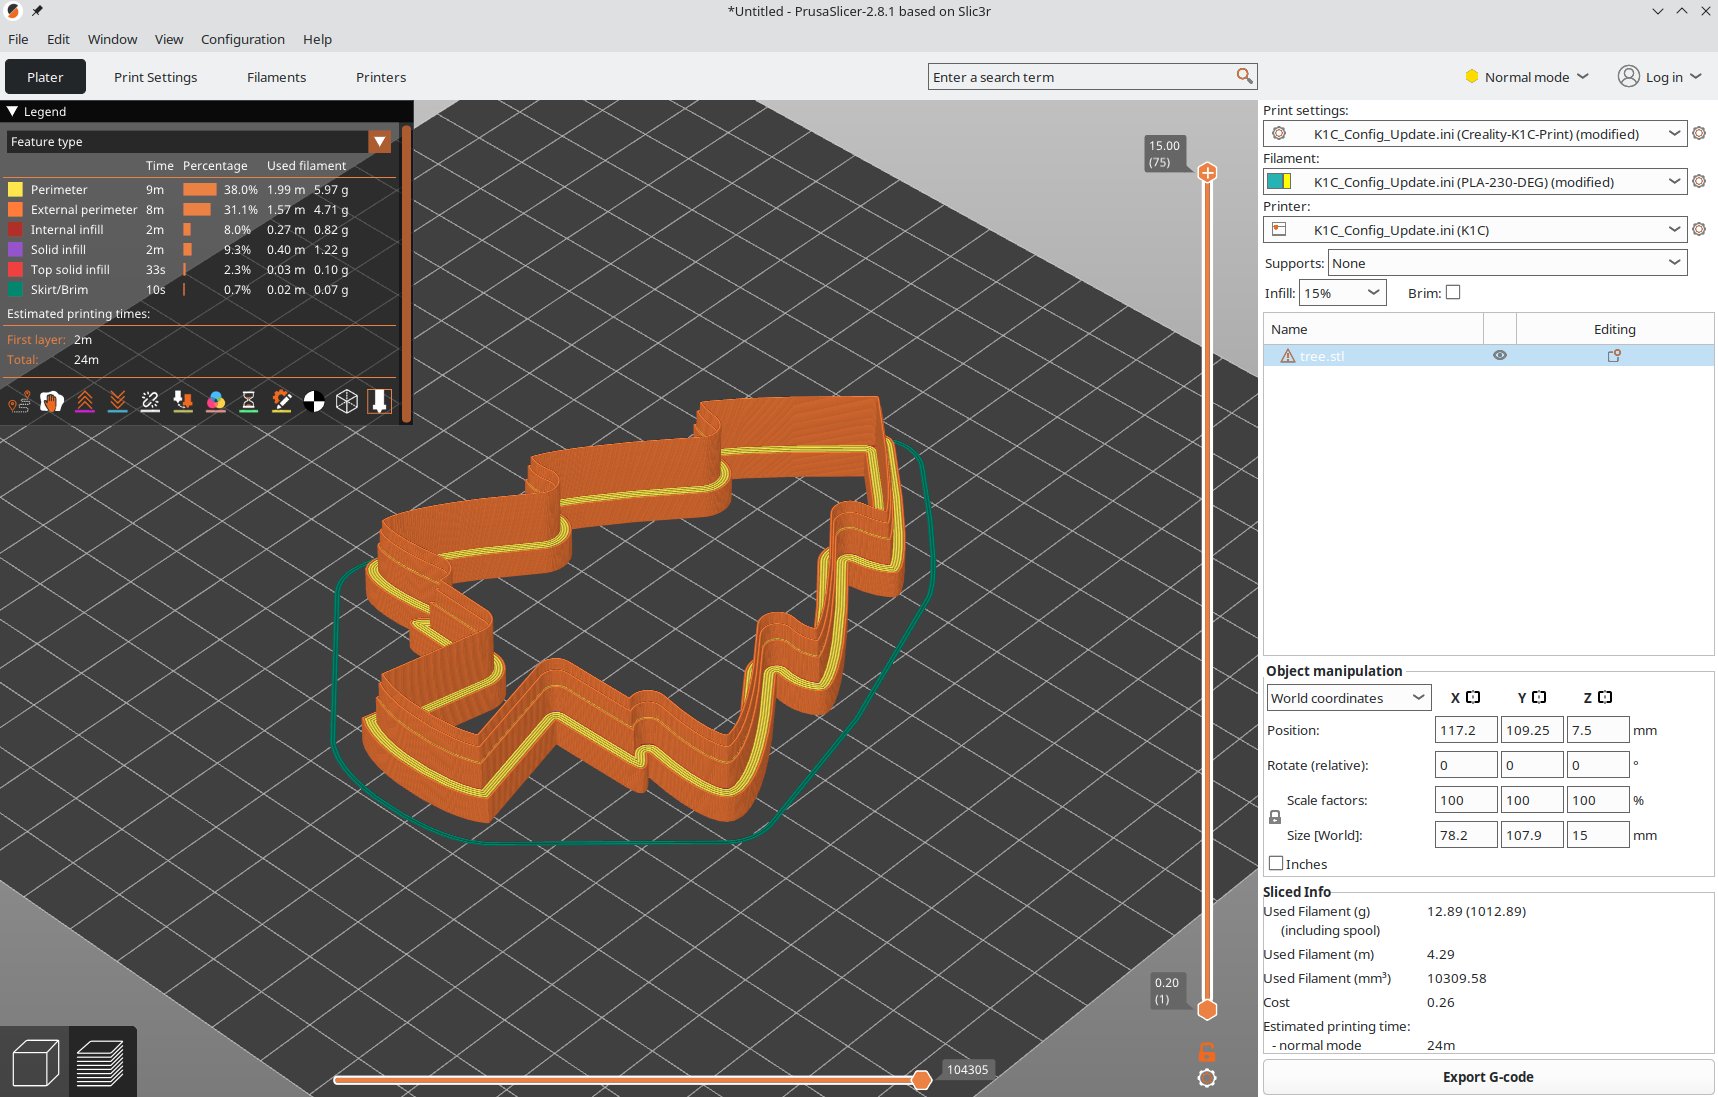 *Untitled - PrusaSlicer-2.8.1 based on Slic3r
File Edit Window View Configuration Help
Plater Print Settings Filaments Printers Enter a search term Normal mode Log in
Legend
Feature type
Time Percentage Used filament
Perimeter 9m 38.0% 1.99 m 5.97 g
External perimeter 8m 31.1% 1.57 m 4.71 g
Internal infill 2m 8.0% 0.27 m 0.82 g
Solid infill 2m 9.3% 0.40 m 1.22 g
Top solid infill 33s 2.3% 0.03 m 0.10 g
Skirt/Brim 10s 0.7% 0.02 m 0.07 g
Estimated printing times:
First layer: 2m
Total: 24m
15.00
(75)
0.20
(1)
104305
Print settings:
K1C_Config_Update.ini (Creality-K1C-Print) (modified)
Filament:
K1C_Config_Update.ini (PLA-230-DEG) (modified)
Printer:
K1C_Config_Update.ini (K1C)
Supports: None
Infill: 15% Brim:
Name Editing
tree.stl
Object manipulation
World coordinates X Y Z
Position: 117.2 109.25 7.5 mm
Rotate (relative): 0 0 0 °
Scale factors: 100 100 100 %
Size [World]: 78.2 107.9 15 mm
Inches
Sliced Info
Used Filament (g) 12.89 (1012.89)
(including spool)
Used Filament (m) 4.29
Used Filament (mm³) 10309.58
Cost 0.26
Estimated printing time:
- normal mode 24m
Export G-code